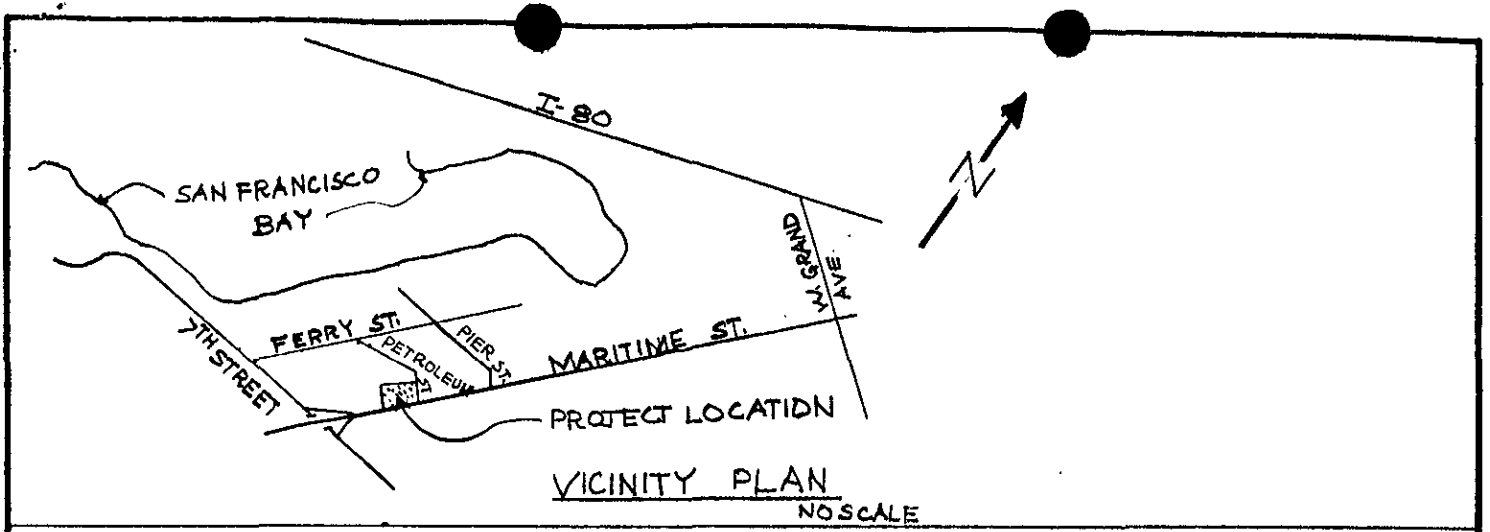 I-80
SAN FRANCISCO
BAY
N
W. GRAND
AVE
7TH
STREET
FERRY ST.
PETROLEUM
ST.
PIER ST.
MARITIME ST.
PROJECT LOCATION
VICINITY PLAN
NO SCALE